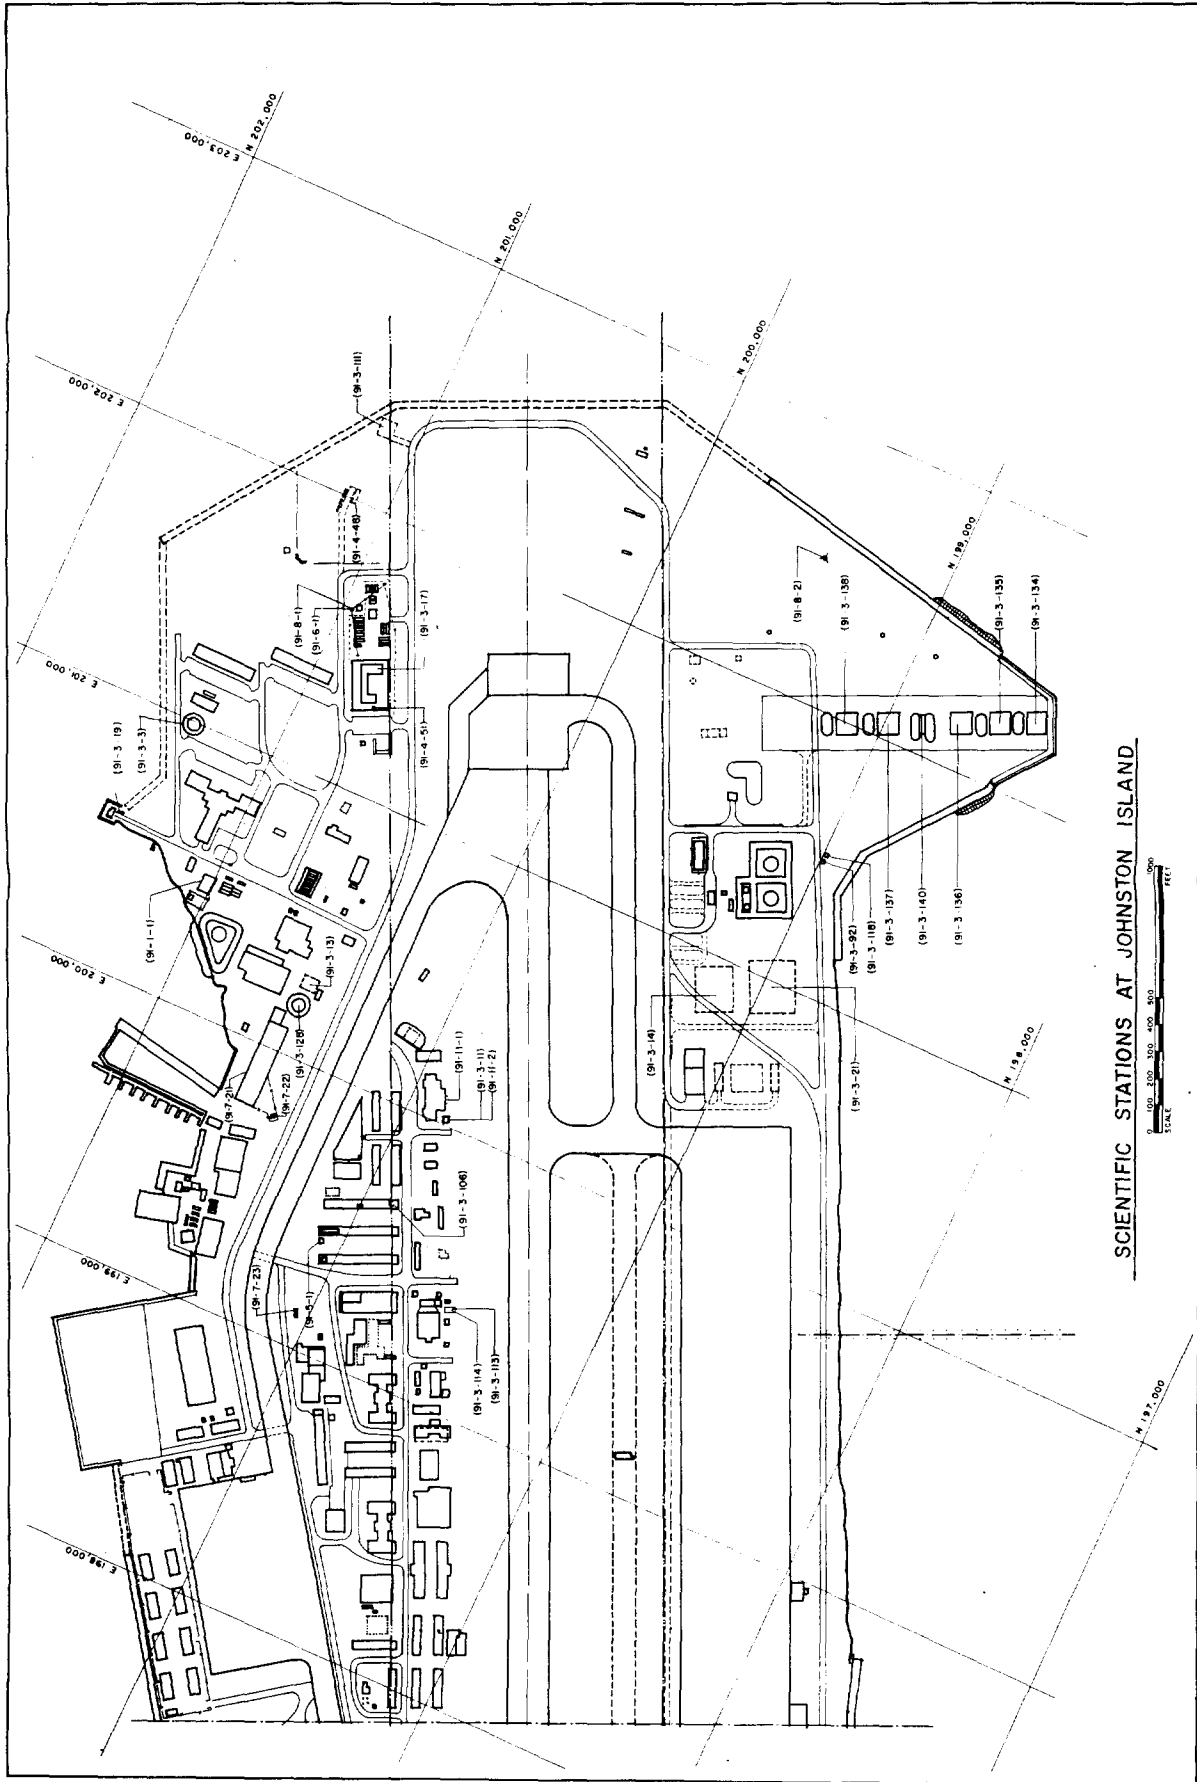 E 203,000
N 202,000
N 201,000
E 202,000
N 200,000
(91-3-111)
(91-4-48)
(91-8-1)
(91-6-1)
(91-3-17)
(91-4-51)
E 201,000
(91-3-19)
(91-3-3)
(91-1-1)
E 200,000
(91-3-13)
(91-3-128)
(91-7-21)
(91-7-22)
(91-11-1)
(91-3-11)
(91-11-2)
(91-3-106)
E 199,000
(91-7-23)
(91-5-1)
(91-3-114)
(91-3-113)
E 198,000
(91-8-2)
(91-3-138)
N 199,000
(91-3-135)
(91-3-134)
(91-3-92)
(91-3-118)
(91-3-137)
(91-3-140)
(91-3-136)
(91-3-14)
(91-3-21)
N 198,000
N 197,000
SCIENTIFIC STATIONS AT JOHNSTON ISLAND
0 100 200 300 400 500 1000
SCALE FEET